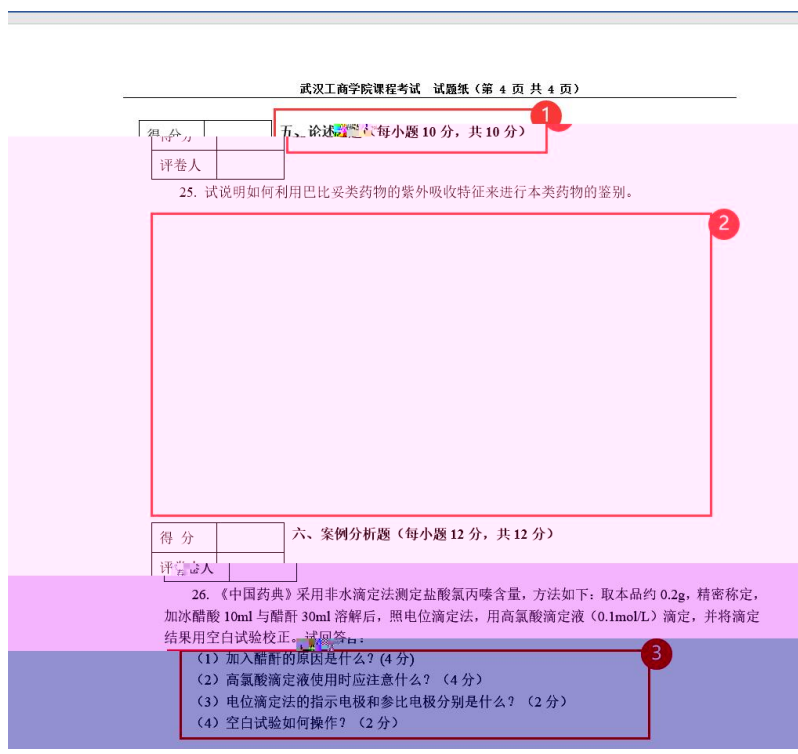 武汉工商学院课程考试 试题纸（第 4 页 共 4 页）
1
得 分
五、论述 每小题 10 分，共 10 分）
评卷人
25. 试说明如何利用巴比妥类药物的紫外吸收特征来进行本类药物的鉴别。
2
得 分
六、案例分析题（每小题 12 分，共 12 分）
评 人
26. 《中国药典》采用非水滴定法测定盐酸氯丙嗪含量，方法如下：取本品约 0.2g，精密称定，
加冰醋酸 10ml 与醋酐 30ml 溶解后，照电位滴定法，用高氯酸滴定液（0.1mol/L）滴定，并将滴定
结果用空白试验校正。试回答：
（1）加入醋酐的原因是什么？(4 分)
3
（2）高氯酸滴定液使用时应注意什么？（4 分）
（3）电位滴定法的指示电极和参比电极分别是什么？（2 分）
（4）空白试验如何操作？（2 分）